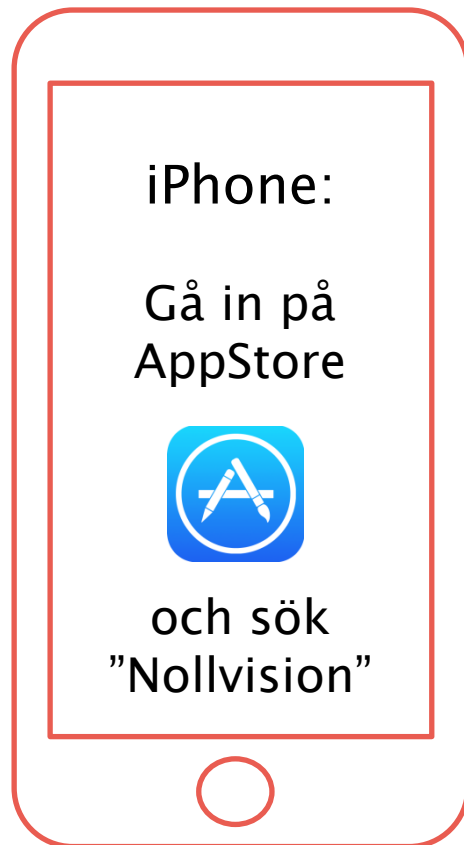 iPhone:
Gå in på
AppStore
och sök
”Nollvision”